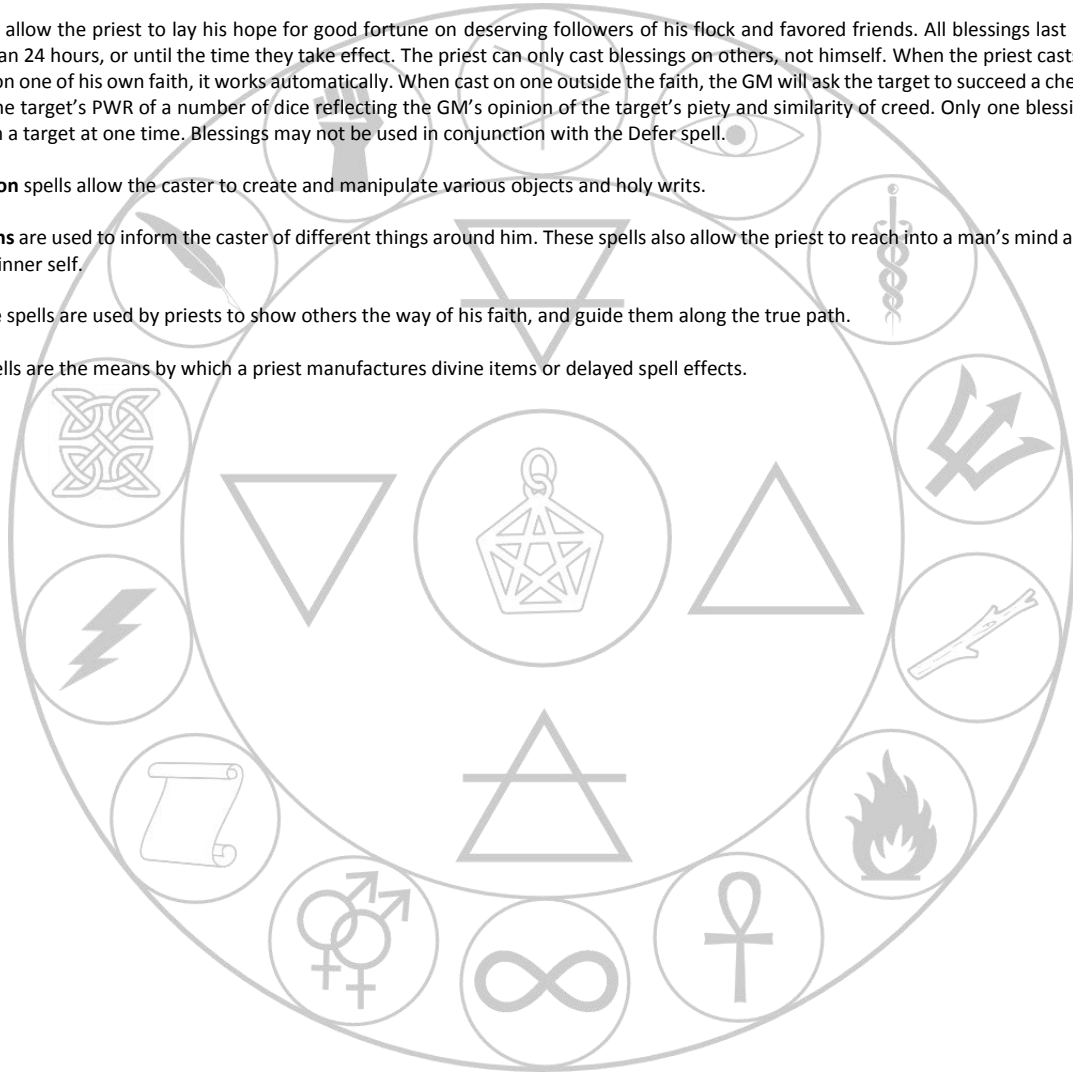 allow the priest to lay his hope for good fortune on deserving followers of his flock and favored friends. All blessings last
an 24 hours, or until the time they take effect. The priest can only cast blessings on others, not himself. When the priest casts
on one of his own faith, it works automatically. When cast on one outside the faith, the GM will ask the target to succeed a che
he target’s PWR of a number of dice reflecting the GM’s opinion of the target’s piety and similarity of creed. Only one blessi
n a target at one time. Blessings may not be used in conjunction with the Defer spell.
on spells allow the caster to create and manipulate various objects and holy writs.
ns are used to inform the caster of different things around him. These spells also allow the priest to reach into a man’s mind a
inner self.
e spells are used by priests to show others the way of his faith, and guide them along the true path.
ells are the means by which a priest manufactures divine items or delayed spell effects.